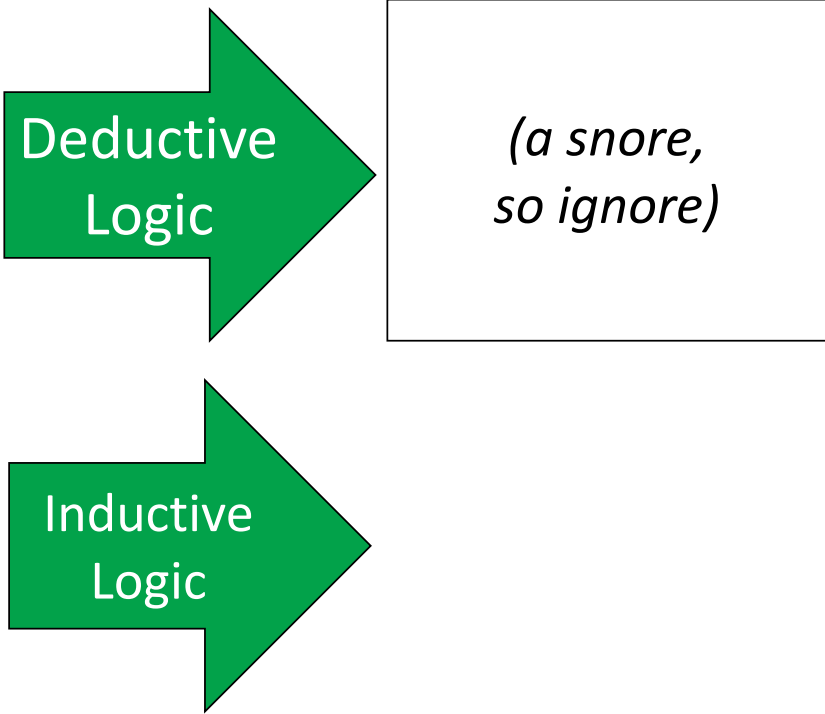 Deductive
Logic
(a snore,
so ignore)
Inductive
Logic